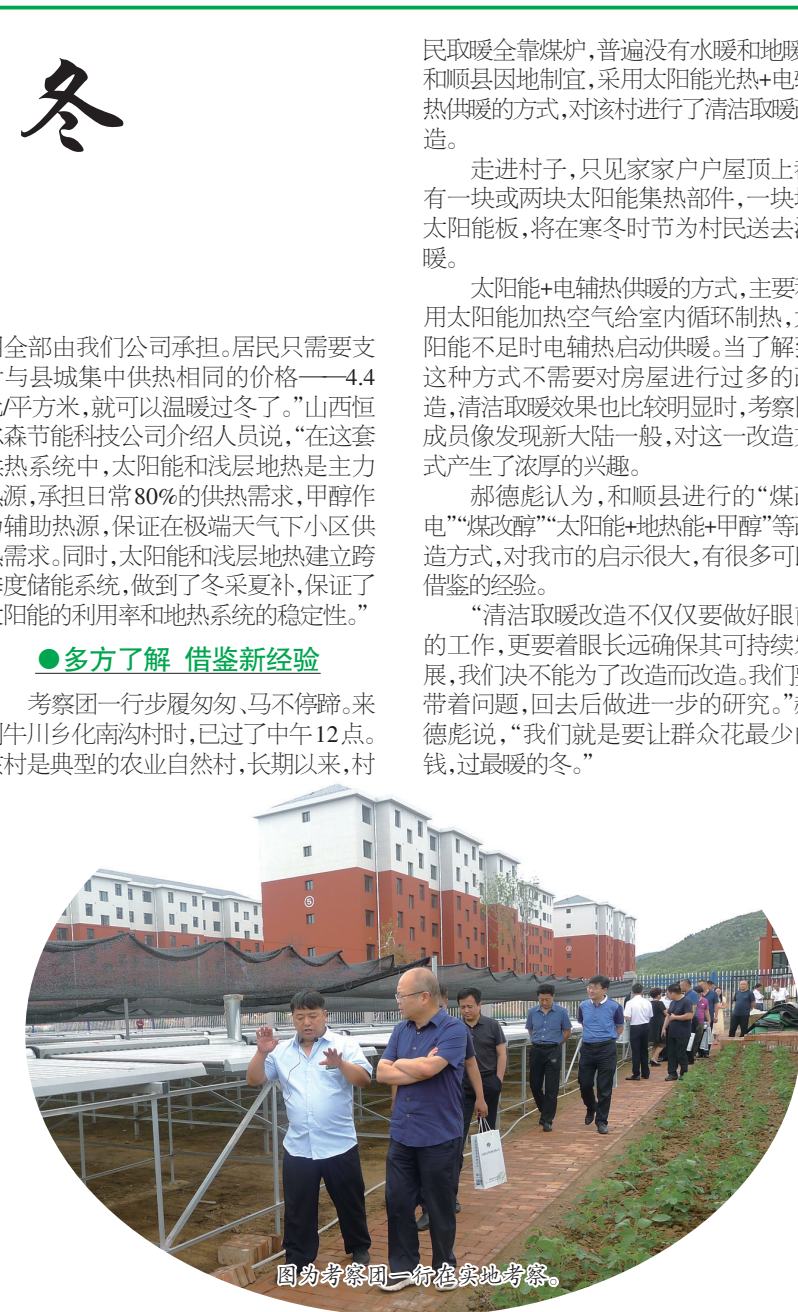 冬
全部由我们公司承担。居民只需要支
与县城集中供热相同的价格——4.4
/平方米,就可以温暖过冬了。”山西恒
森节能科技公司介绍人员说,“在这套
热系统中,太阳能和浅层地热是主力
源,承担日常80%的供热需求,甲醇作
辅助热源,保证在极端天气下小区供
需求。同时,太阳能和浅层地热建立跨
度储能系统,做到了冬采夏补,保证了
阳能的利用率和地热系统的稳定性。”
●多方了解 借鉴新经验
考察团一行步履匆匆、马不停蹄。来
牛川乡化南沟村时,已过了中午12点。
村是典型的农业自然村,长期以来,村
民取暖全靠煤炉,普遍没有水暖和地暖
和顺县因地制宜,采用太阳能光热+电
热供暖的方式,对该村进行了清洁取暖
造。
走进村子,只见家家户户屋顶上
有一块或两块太阳能集热部件,一块
太阳能板,将在寒冬时节为村民送去
暖。
太阳能+电辅热供暖的方式,主要
用太阳能加热空气给室内循环制热,
阳能不足时电辅热启动供暖。当了解
这种方式不需要对房屋进行过多的
造,清洁取暖效果也比较明显时,考察
成员像发现新大陆一般,对这一改造
式产生了浓厚的兴趣。
郝德彪认为,和顺县进行的“煤
电”“煤改醇”“太阳能+地热能+甲醇”等
造方式,对我市的启示很大,有很多可
借鉴的经验。
“清洁取暖改造不仅仅要做好眼
的工作,更要着眼长远确保其可持续
展,我们决不能为了改造而改造。我们
带着问题,回去后做进一步的研究。”
德彪说,“我们就是要让群众花最少
钱,过最暖的冬。”
⑤
图为考察团一行在实地考察。